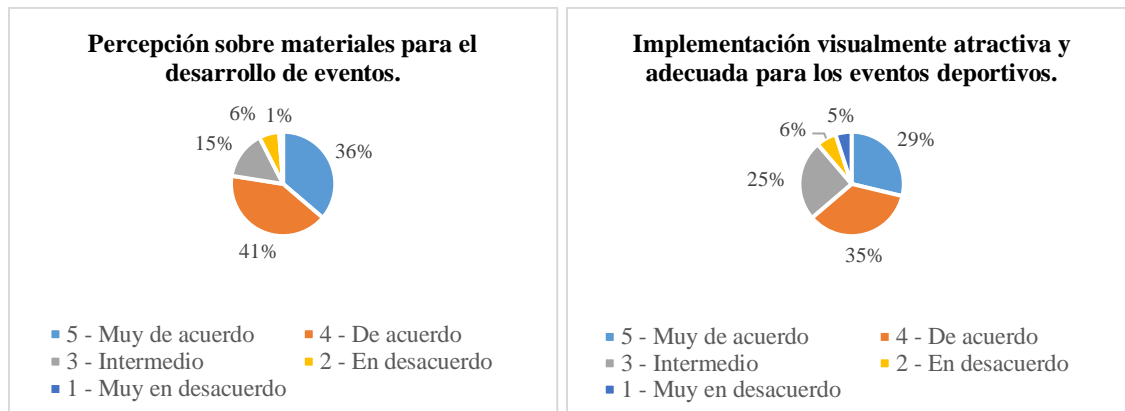 Percepción sobre materiales para el
desarrollo de eventos.
6%
1%
15%
36%
41%
5 - Muy de acuerdo
4 - De acuerdo
3 - Intermedio
2 - En desacuerdo
1 - Muy en desacuerdo
Implementación visualmente atractiva y
adecuada para los eventos deportivos.
5%
6%
29%
25%
35%
5 - Muy de acuerdo
4 - De acuerdo
3 - Intermedio
2 - En desacuerdo
1 - Muy en desacuerdo